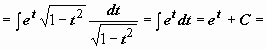 = ∫ e^t √(1 − t²) dt/√(1 − t²) = ∫ e^t dt = e^t + C =